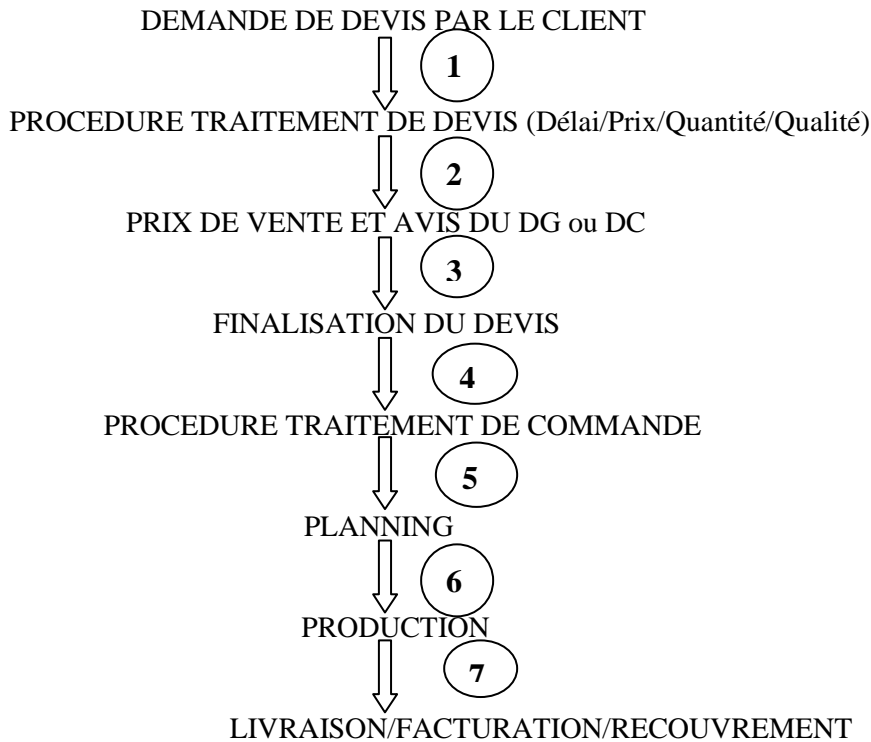 DEMANDE DE DEVIS PAR LE CLIENT
1
PROCEDURE TRAITEMENT DE DEVIS (Délai/Prix/Quantité/Qualité)
2
PRIX DE VENTE ET AVIS DU DG ou DC
3
FINALISATION DU DEVIS
4
PROCEDURE TRAITEMENT DE COMMANDE
5
PLANNING
6
PRODUCTION
7
LIVRAISON/FACTURATION/RECOUVREMENT